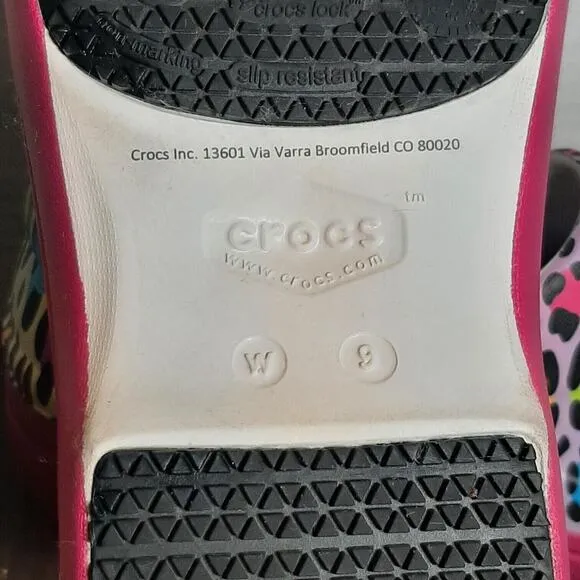 crocs lock™
non-marking
slip resistant
Crocs Inc. 13601 Via Varra Broomfield CO 80020
tm
crocs
www.crocs.com
W 9